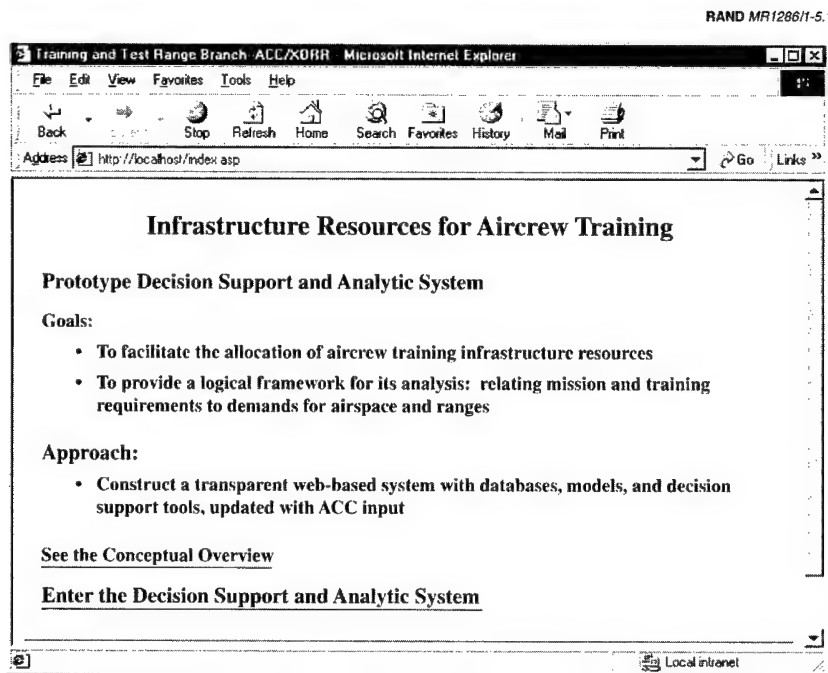 RAND MR1286/1-5.
Training and Test Range Branch- ACC/XORR - Microsoft Internet Explorer
File Edit View Favorites Tools Help
Back Stop Refresh Home Search Favorites History Mail Print
Address http://localhost/index.asp Go Links »
Infrastructure Resources for Aircrew Training
Prototype Decision Support and Analytic System
Goals:
• To facilitate the allocation of aircrew training infrastructure resources
• To provide a logical framework for its analysis: relating mission and training
requirements to demands for airspace and ranges
Approach:
• Construct a transparent web-based system with databases, models, and decision
support tools, updated with ACC input
See the Conceptual Overview
Enter the Decision Support and Analytic System
Local intranet